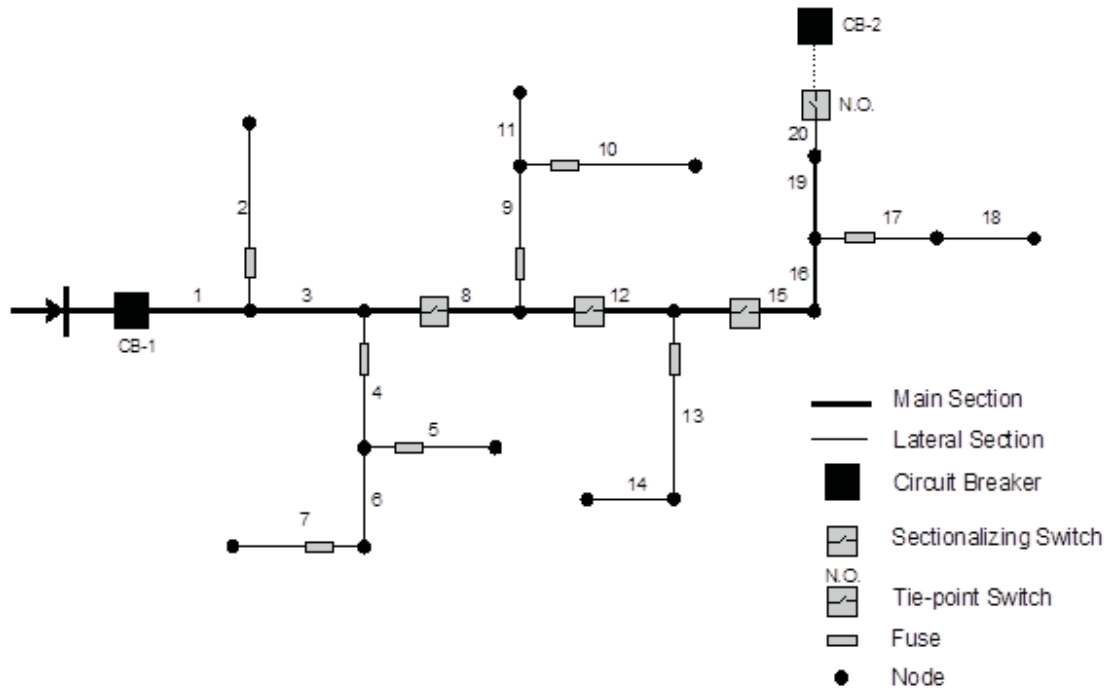 CB-2
N.O.
20
11
10
19
2
9
17
18
16
1
3
8
12
15
CB-1
4
13
5
6
14
7
Main Section
Lateral Section
Circuit Breaker
Sectionalizing Switch
N.O.
Tie-point Switch
Fuse
Node